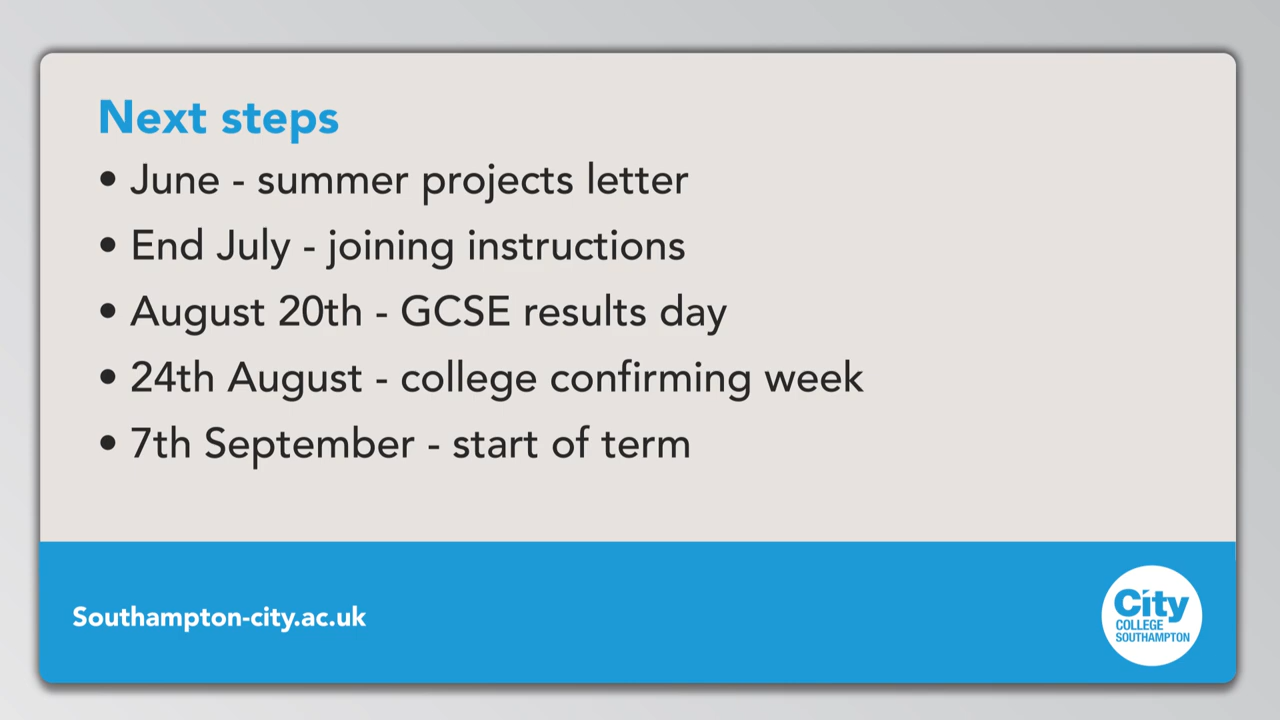 Next steps
• June - summer projects letter
• End July - joining instructions
• August 20th - GCSE results day
• 24th August - college confirming week
• 7th September - start of term
Southampton-city.ac.uk
City
COLLEGE
SOUTHAMPTON